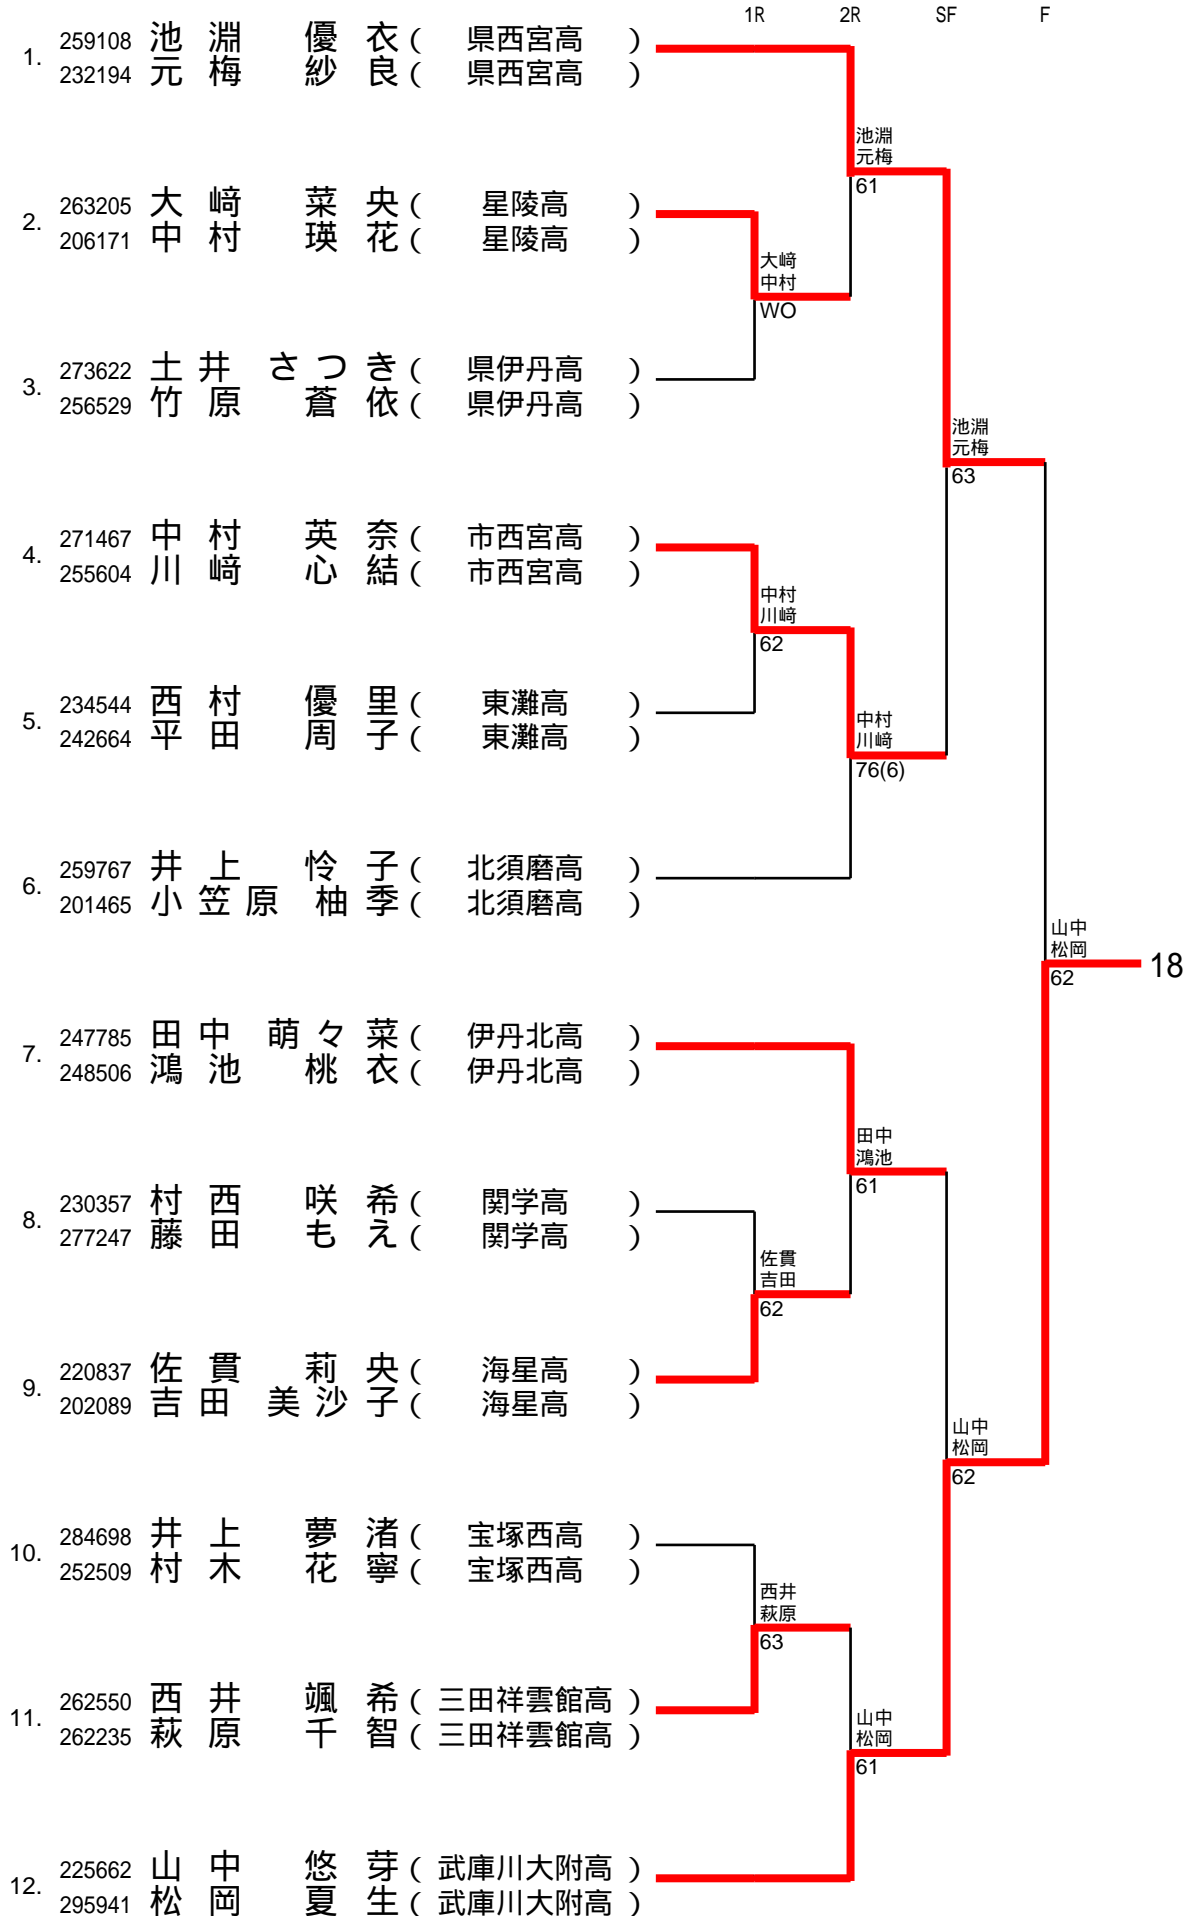 1R 2R SF F
1. 259108 池淵 優衣 ( 県西宮高 )
232194 元梅 紗良 ( 県西宮高 )
池淵
元梅
61
2. 263205 大﨑 菜央 ( 星陵高 )
206171 中村 瑛花 ( 星陵高 )
大﨑
中村
WO
3. 273622 土井 さつき ( 県伊丹高 )
256529 竹原 蒼依 ( 県伊丹高 )
池淵
元梅
63
4. 271467 中村 英奈 ( 市西宮高 )
255604 川﨑 心結 ( 市西宮高 )
中村
川﨑
62
5. 234544 西村 優里 ( 東灘高 )
242664 平田 周子 ( 東灘高 )
中村
川﨑
76(6)
6. 259767 井上 怜子 ( 北須磨高 )
201465 小笠原 柚季 ( 北須磨高 )
山中
松岡
62
18
7. 247785 田中 萌々菜 ( 伊丹北高 )
248506 鴻池 桃衣 ( 伊丹北高 )
田中
鴻池
61
8. 230357 村西 咲希 ( 関学高 )
277247 藤田 もえ ( 関学高 )
佐貫
吉田
62
9. 220837 佐貫 莉央 ( 海星高 )
202089 吉田 美沙子 ( 海星高 )
山中
松岡
62
10. 284698 井上 夢渚 ( 宝塚西高 )
252509 村木 花寧 ( 宝塚西高 )
西井
萩原
63
11. 262550 西井 颯希 ( 三田祥雲館高 )
262235 萩原 千智 ( 三田祥雲館高 )
山中
松岡
61
12. 225662 山中 悠芽 ( 武庫川大附高 )
295941 松岡 夏生 ( 武庫川大附高 )